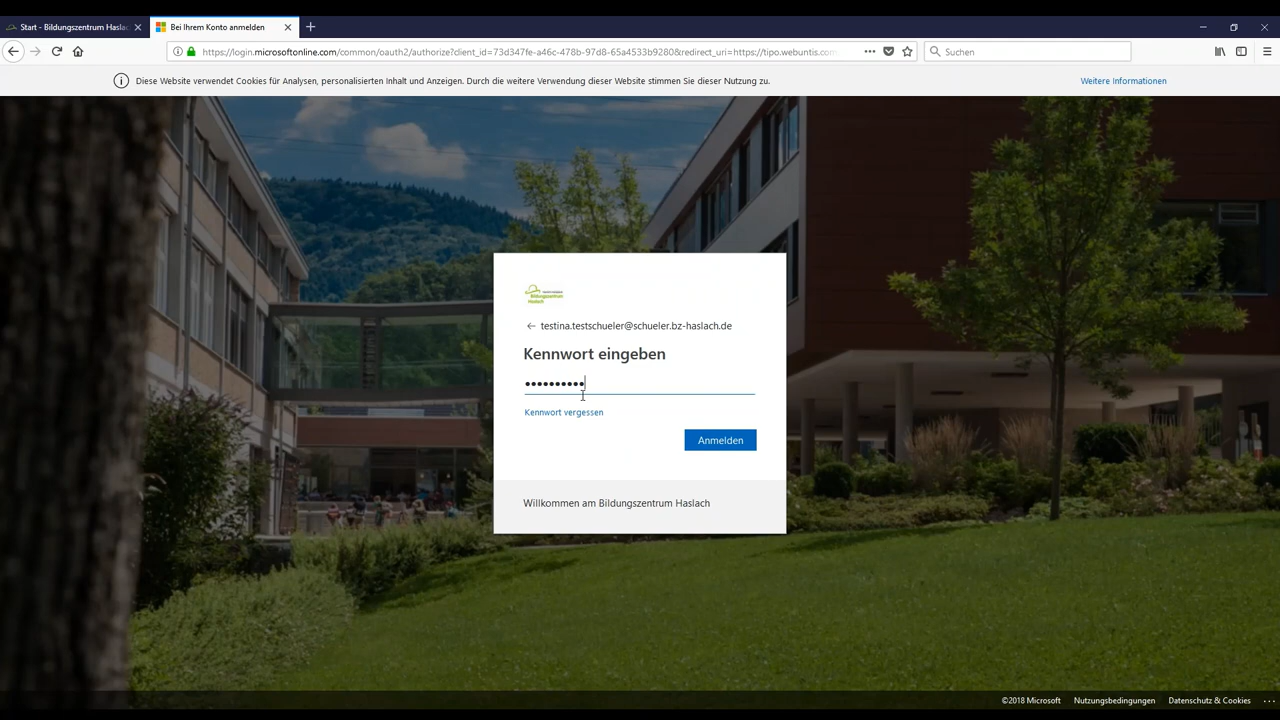 Start - Bildungszentrum Hasla
Bei Ihrem Konto anmelden
https://login.microsoftonline.com/common/oauth2/authorize?client_id=73d347fe-a46c-478b-97d8-65a4533b9280&redirect_uri=https://tipo.webuntis.com
Suchen
Diese Website verwendet Cookies für Analysen, personalisierten Inhalt und Anzeigen. Durch die weitere Verwendung dieser Website stimmen Sie dieser Nutzung zu.
Weitere Informationen
Bildungszentrum
Haslach
testina.testschueler@schueler.bz-haslach.de
Kennwort eingeben
Kennwort vergessen
Anmelden
Willkommen am Bildungszentrum Haslach
©2018 Microsoft
Nutzungsbedingungen
Datenschutz & Cookies